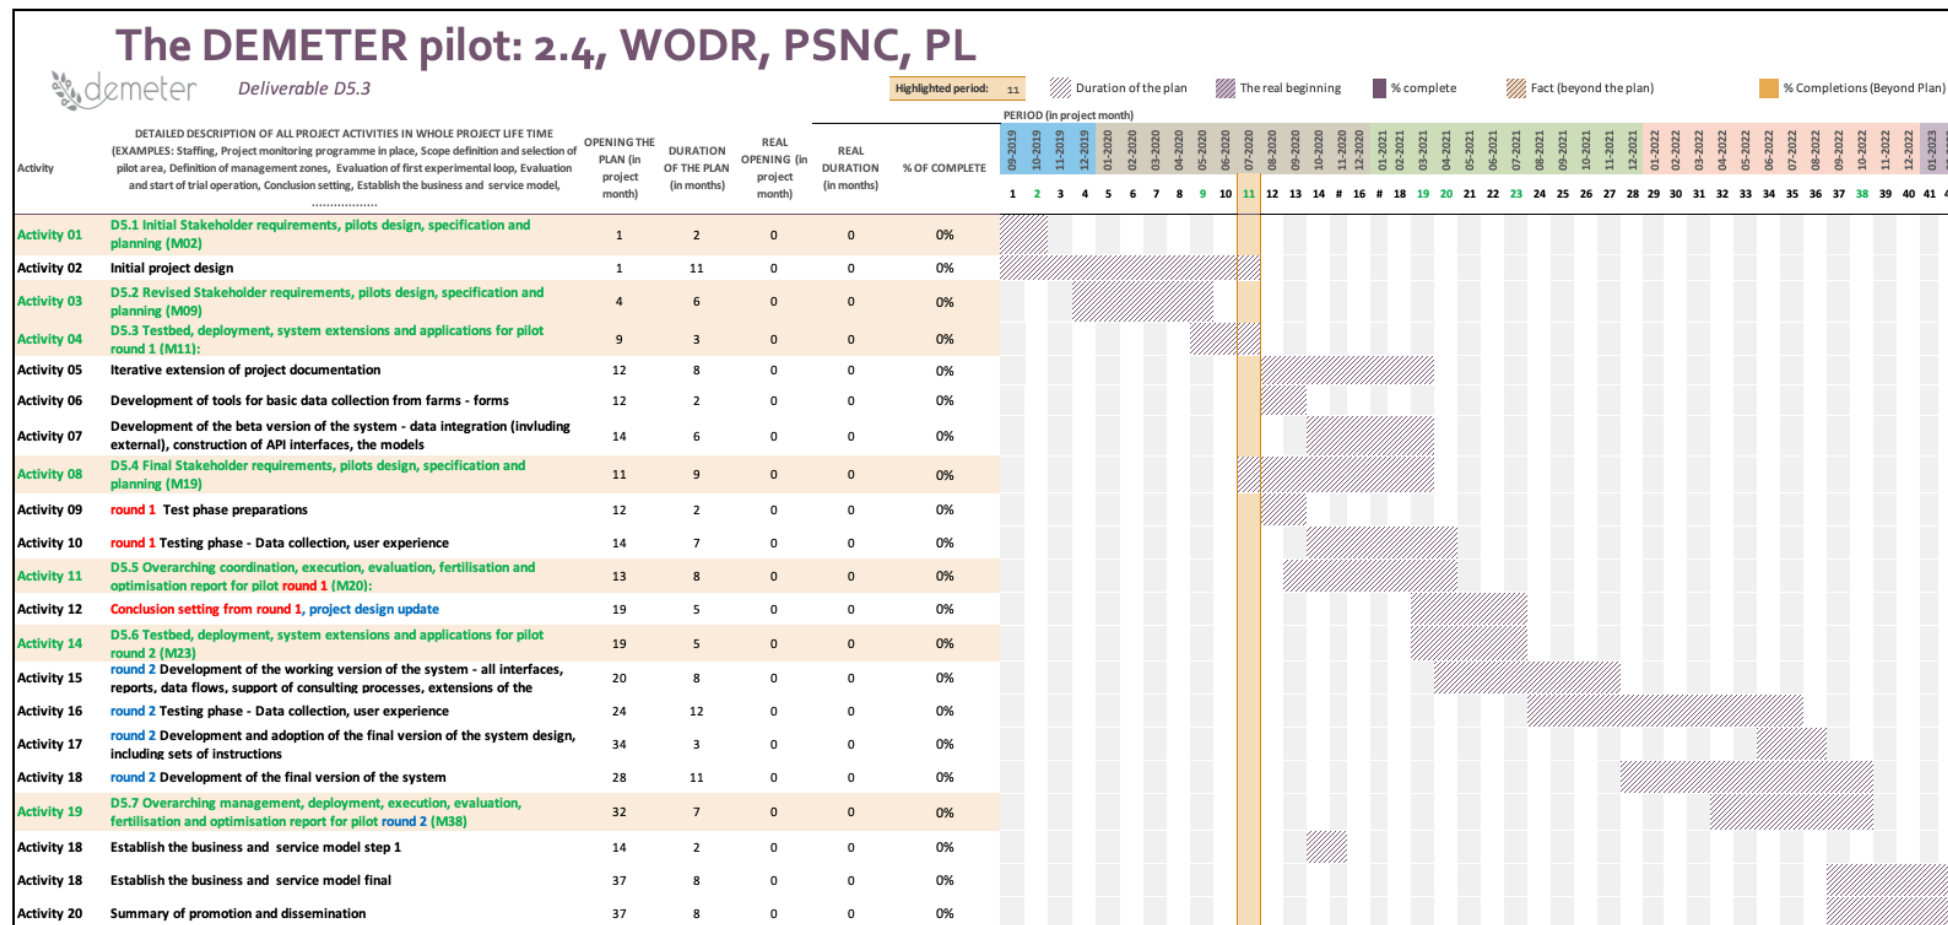 The DEMETER pilot: 2.4, WODR, PSNC, PL
demeter
Deliverable D5.3
Highlighted period: 11
Duration of the plan
The real beginning
% complete
Fact (beyond the plan)
% Completions (Beyond Plan)
PERIOD (in project month)
Activity
DETAILED DESCRIPTION OF ALL PROJECT ACTIVITIES IN WHOLE PROJECT LIFE TIME
(EXAMPLES: Staffing, Project monitoring programme in place, Scope definition and selection of
pilot area, Definition of management zones, Evaluation of first experimental loop, Evaluation
and start of trial operation, Conclusion setting, Establish the business and service model,
..................
OPENING THE
PLAN (in
project
month)
DURATION
OF THE PLAN
(in months)
REAL
OPENING (in
project
month)
REAL
DURATION
(in months)
% OF COMPLETE
09-2019 10-2019 11-2019 12-2019 01-2020 02-2020 03-2020 04-2020 05-2020 06-2020 07-2020 08-2020 09-2020 10-2020 11-2020 12-2020 01-2021 02-2021 03-2021 04-2021 05-2021 06-2021 07-2021 08-2021 09-2021 10-2021 11-2021 12-2021 01-2022 02-2022 03-2022 04-2022 05-2022 06-2022 07-2022 08-2022 09-2022 10-2022 11-2022 12-2022 01-2023
1 2 3 4 5 6 7 8 9 10 11 12 13 14 # 16 # 18 19 20 21 22 23 24 25 26 27 28 29 30 31 32 33 34 35 36 37 38 39 40 41
Activity 01
D5.1 Initial Stakeholder requirements, pilots design, specification and
planning (M02)
1 2 0 0 0%
Activity 02 Initial project design 1 11 0 0 0%
Activity 03
D5.2 Revised Stakeholder requirements, pilots design, specification and
planning (M09)
4 6 0 0 0%
Activity 04
D5.3 Testbed, deployment, system extensions and applications for pilot
round 1 (M11):
9 3 0 0 0%
Activity 05 Iterative extension of project documentation 12 8 0 0 0%
Activity 06 Development of tools for basic data collection from farms - forms 12 2 0 0 0%
Activity 07
Development of the beta version of the system - data integration (invluding
external), construction of API interfaces, the models
14 6 0 0 0%
Activity 08
D5.4 Final Stakeholder requirements, pilots design, specification and
planning (M19)
11 9 0 0 0%
Activity 09 round 1 Test phase preparations 12 2 0 0 0%
Activity 10 round 1 Testing phase - Data collection, user experience 14 7 0 0 0%
Activity 11
D5.5 Overarching coordination, execution, evaluation, fertilisation and
optimisation report for pilot round 1 (M20):
13 8 0 0 0%
Activity 12 Conclusion setting from round 1, project design update 19 5 0 0 0%
Activity 14
D5.6 Testbed, deployment, system extensions and applications for pilot
round 2 (M23)
19 5 0 0 0%
Activity 15
round 2 Development of the working version of the system - all interfaces,
reports, data flows, support of consulting processes, extensions of the
20 8 0 0 0%
Activity 16 round 2 Testing phase - Data collection, user experience 24 12 0 0 0%
Activity 17
round 2 Development and adoption of the final version of the system design,
including sets of instructions
34 3 0 0 0%
Activity 18 round 2 Development of the final version of the system 28 11 0 0 0%
Activity 19
D5.7 Overarching management, deployment, execution, evaluation,
fertilisation and optimisation report for pilot round 2 (M38)
32 7 0 0 0%
Activity 18 Establish the business and service model step 1 14 2 0 0 0%
Activity 18 Establish the business and service model final 37 8 0 0 0%
Activity 20 Summary of promotion and dissemination 37 8 0 0 0%